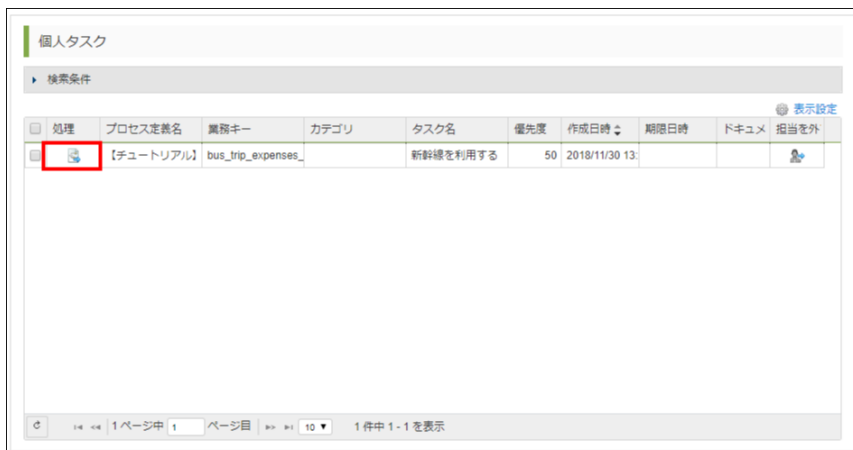 個人タスク
検索条件
表示設定
処理 プロセス定義名 業務キー カテゴリ タスク名 優先度 作成日時 期限日時 ドキュメ 担当を外
【チュートリアル】 bus_trip_expenses_ 新幹線を利用する 50 2018/11/30 13:
1 ページ中 1 ページ目 10 1 件中 1 - 1 を表示